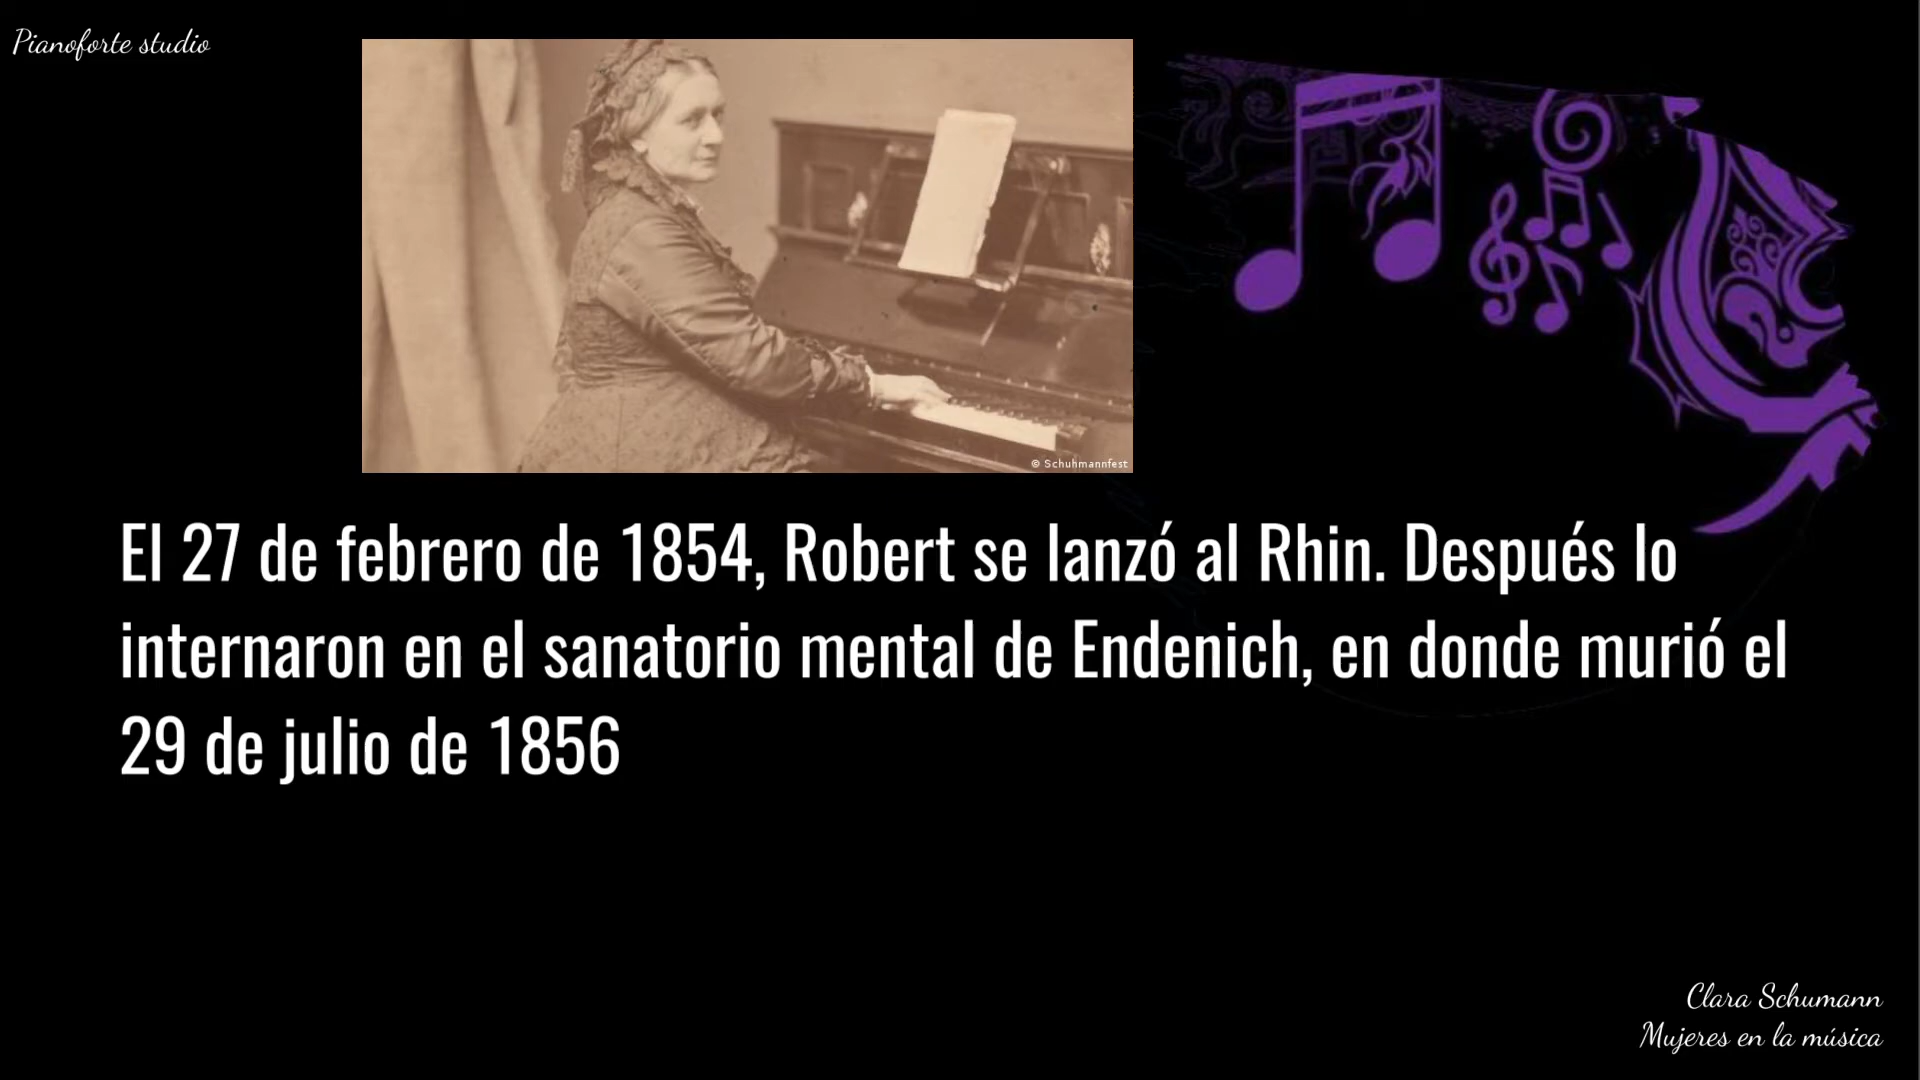 Pianoforte studio
© Schuhmannfest
El 27 de febrero de 1854, Robert se lanzó al Rhin. Después lo
internaron en el sanatorio mental de Endenich, en donde murió el
29 de julio de 1856
Clara Schumann
Mujeres en la música